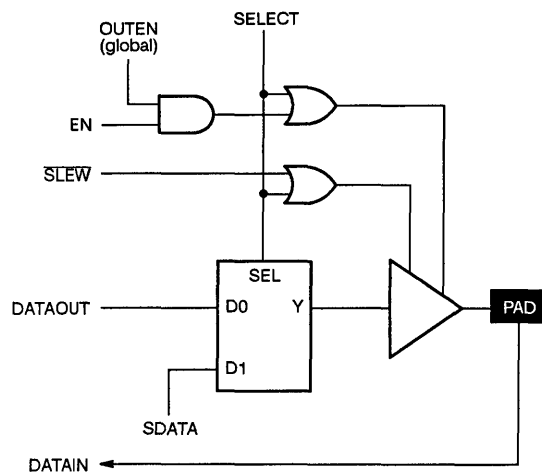 SELECT
OUTEN
(global)
EN
SLEW
SEL
DATAOUT
D0
Y
PAD
D1
SDATA
DATAIN